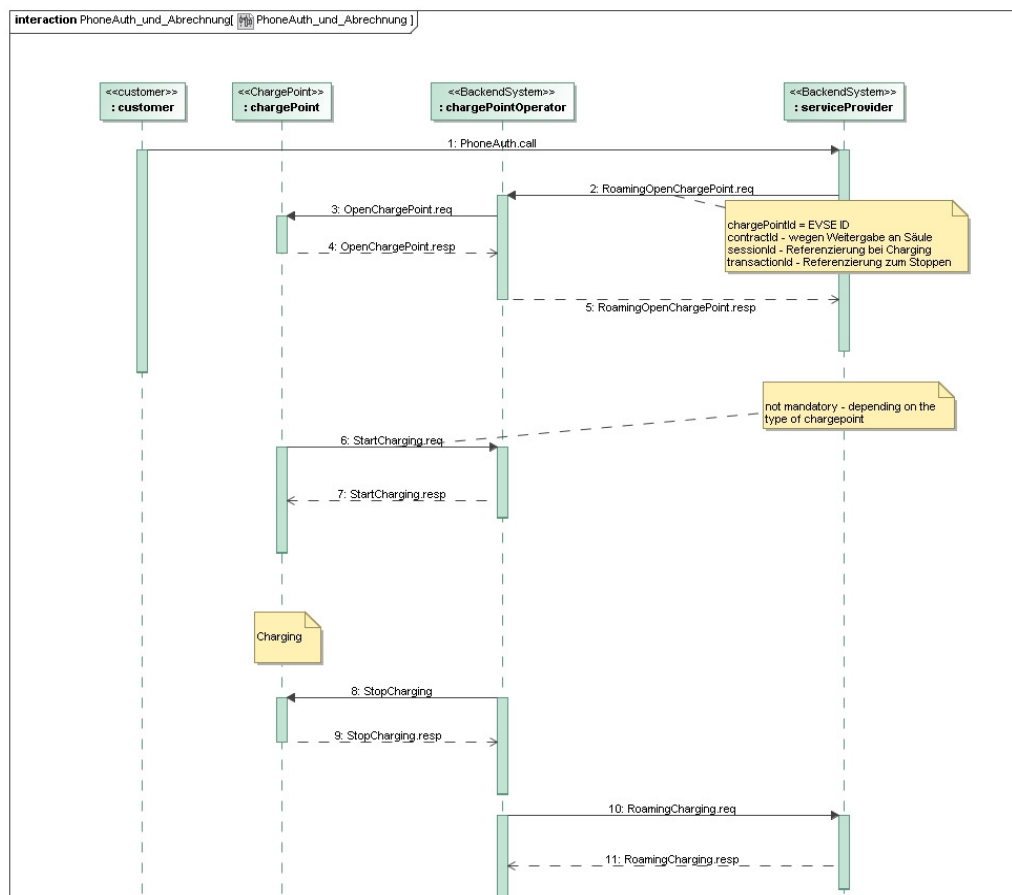 interaction PhoneAuth_und_Abrechnung[ PhoneAuth_und_Abrechnung ]
<<customer>>
: customer
<<ChargePoint>>
: chargePoint
<<BackendSystem>>
: chargePointOperator
<<BackendSystem>>
: serviceProvider
1: PhoneAuth.call
2: RoamingOpenChargePoint.req
3: OpenChargePoint.req
chargePointId = EVSE ID
contractId - wegen Weitergabe an Säule
sessionId - Referenzierung bei Charging
transactionId - Referenzierung zum Stoppen
4: OpenChargePoint.resp
5: RoamingOpenChargePoint.resp
not mandatory - depending on the
type of chargepoint
6: StartCharging.req
7: StartCharging.resp
Charging
8: StopCharging
9: StopCharging.resp
10: RoamingCharging.req
11: RoamingCharging.resp